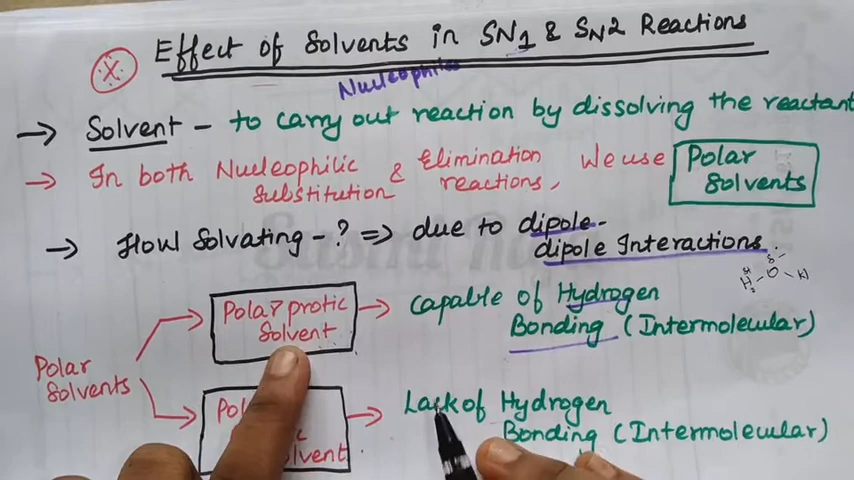 Effect of Solvents in SN1 & SN2 Reactions
Nucleophilic
→ Solvent - to carry out reaction by dissolving the reactant
→ In both Nucleophilic & Elimination We use Polar
Substitution reactions, Solvents
→ How Solvating - ? ⇒ due to dipole-
dipole Interactions.
Polar protic → capable of Hydrogen
Solvent Bonding (Intermolecular)
Polar
Solvents
→ Lack of Hydrogen
Solvent Bonding (Intermolecular)